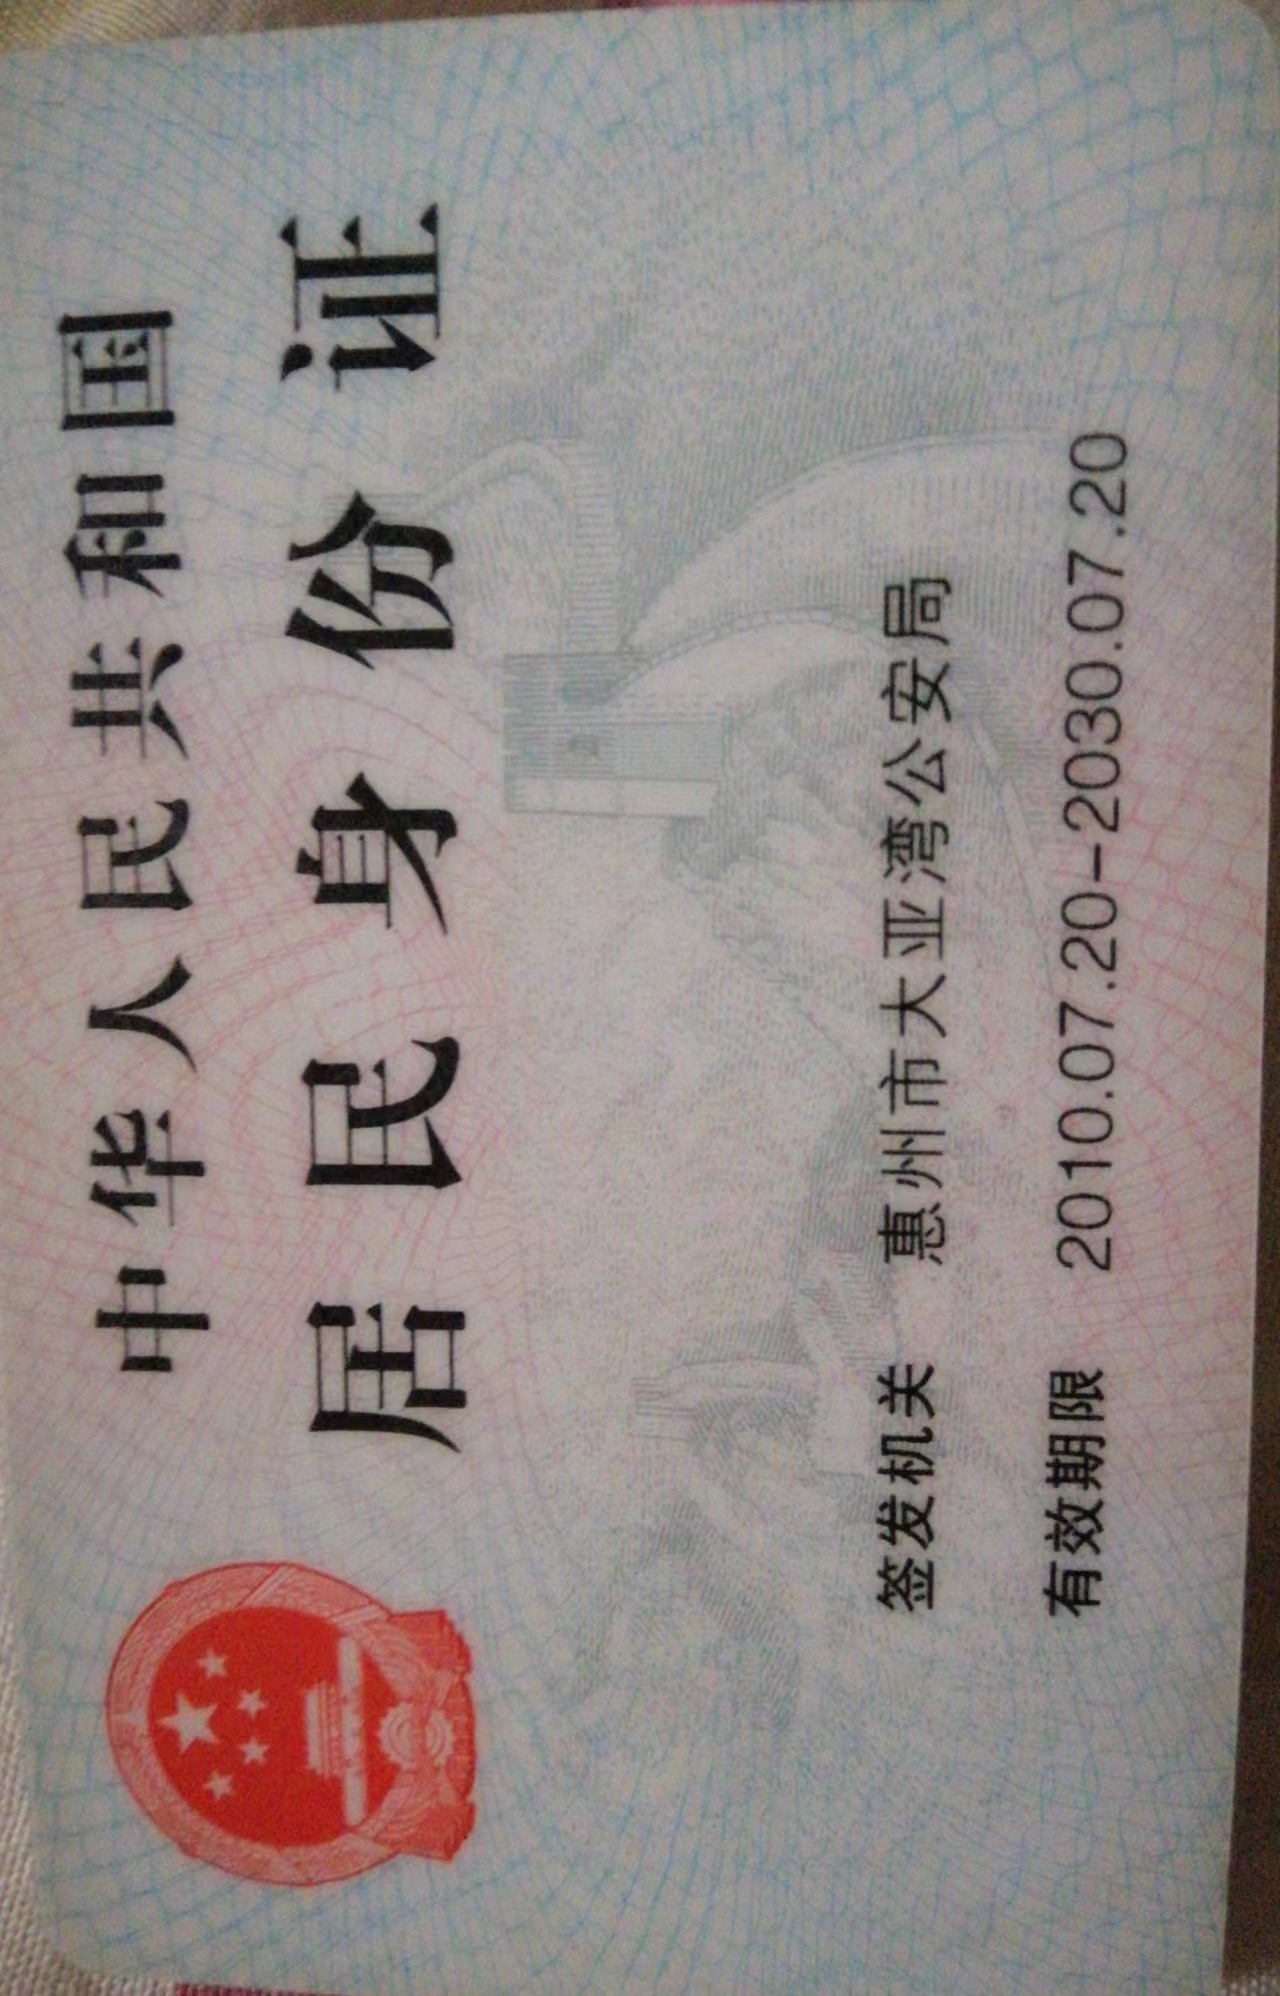 中华人民共和国
居民身份证
签发机关 惠州市大亚湾公安局
有效期限 2010.07.20-2030.07.20